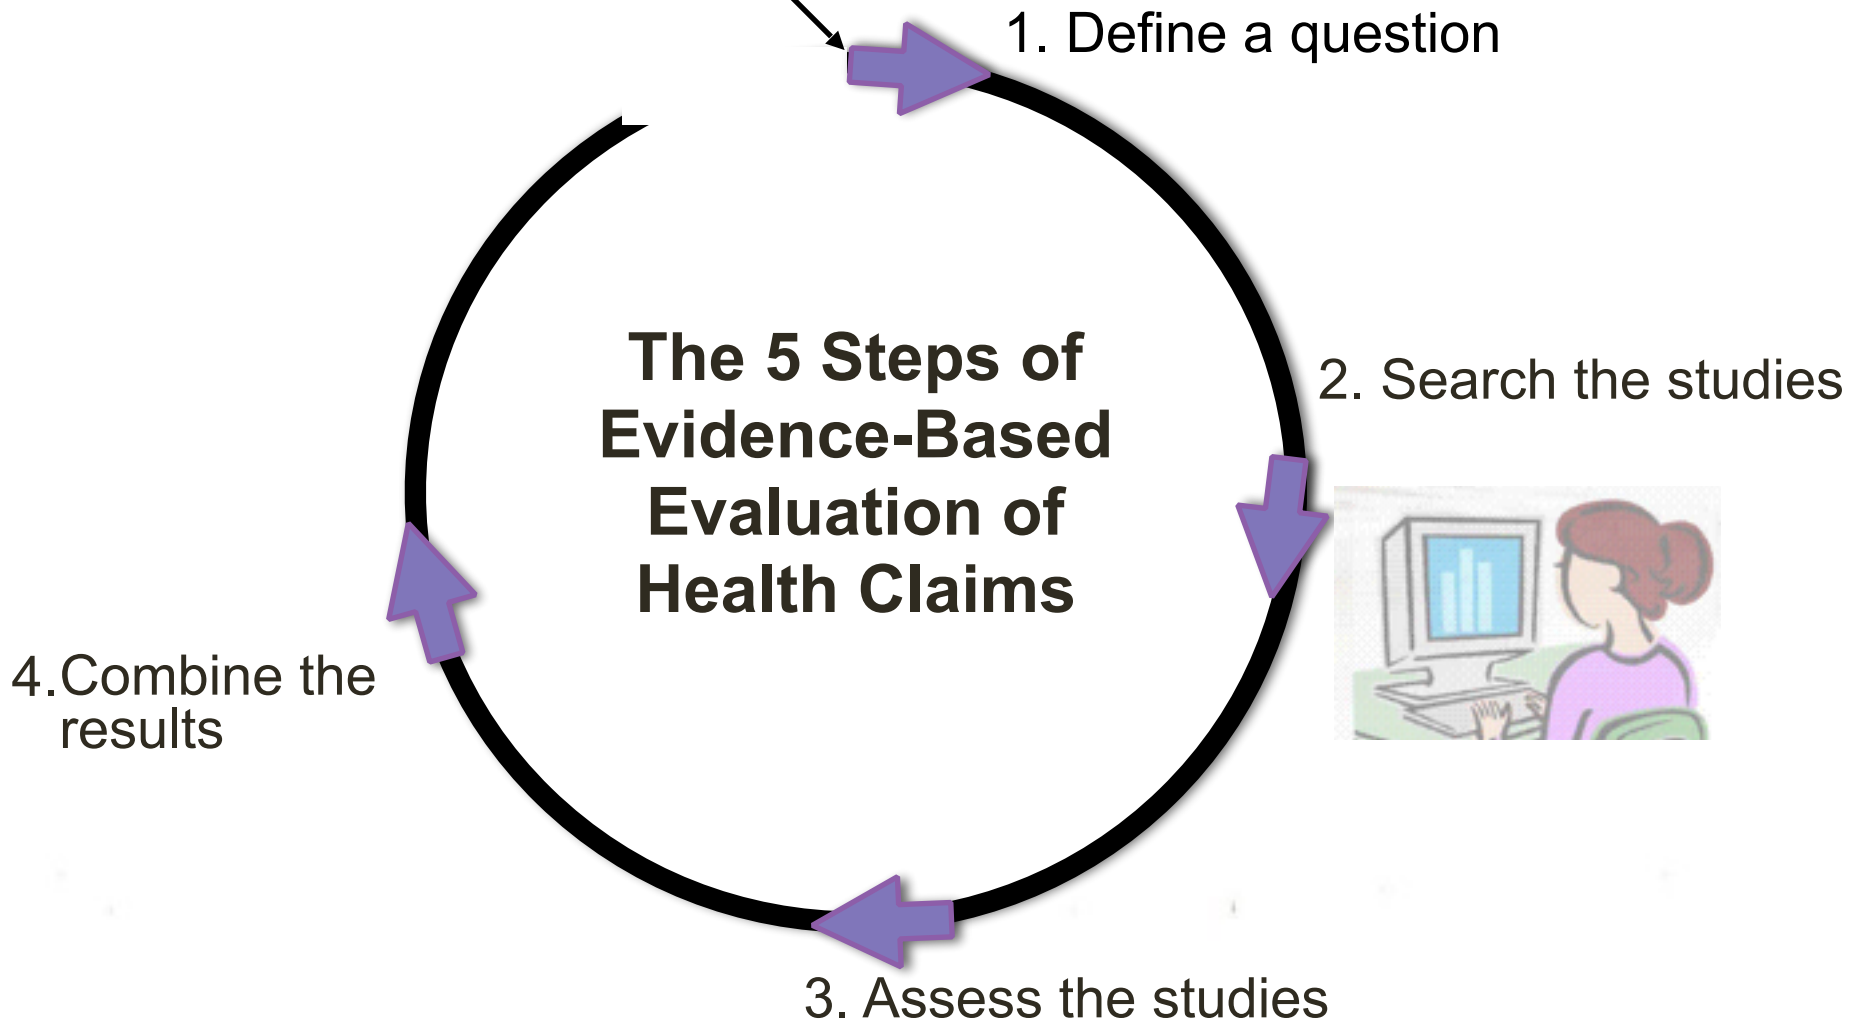 1. Define a question
The 5 Steps of
Evidence-Based
Evaluation of
Health Claims
2. Search the studies
3. Assess the studies
4.Combine the
results